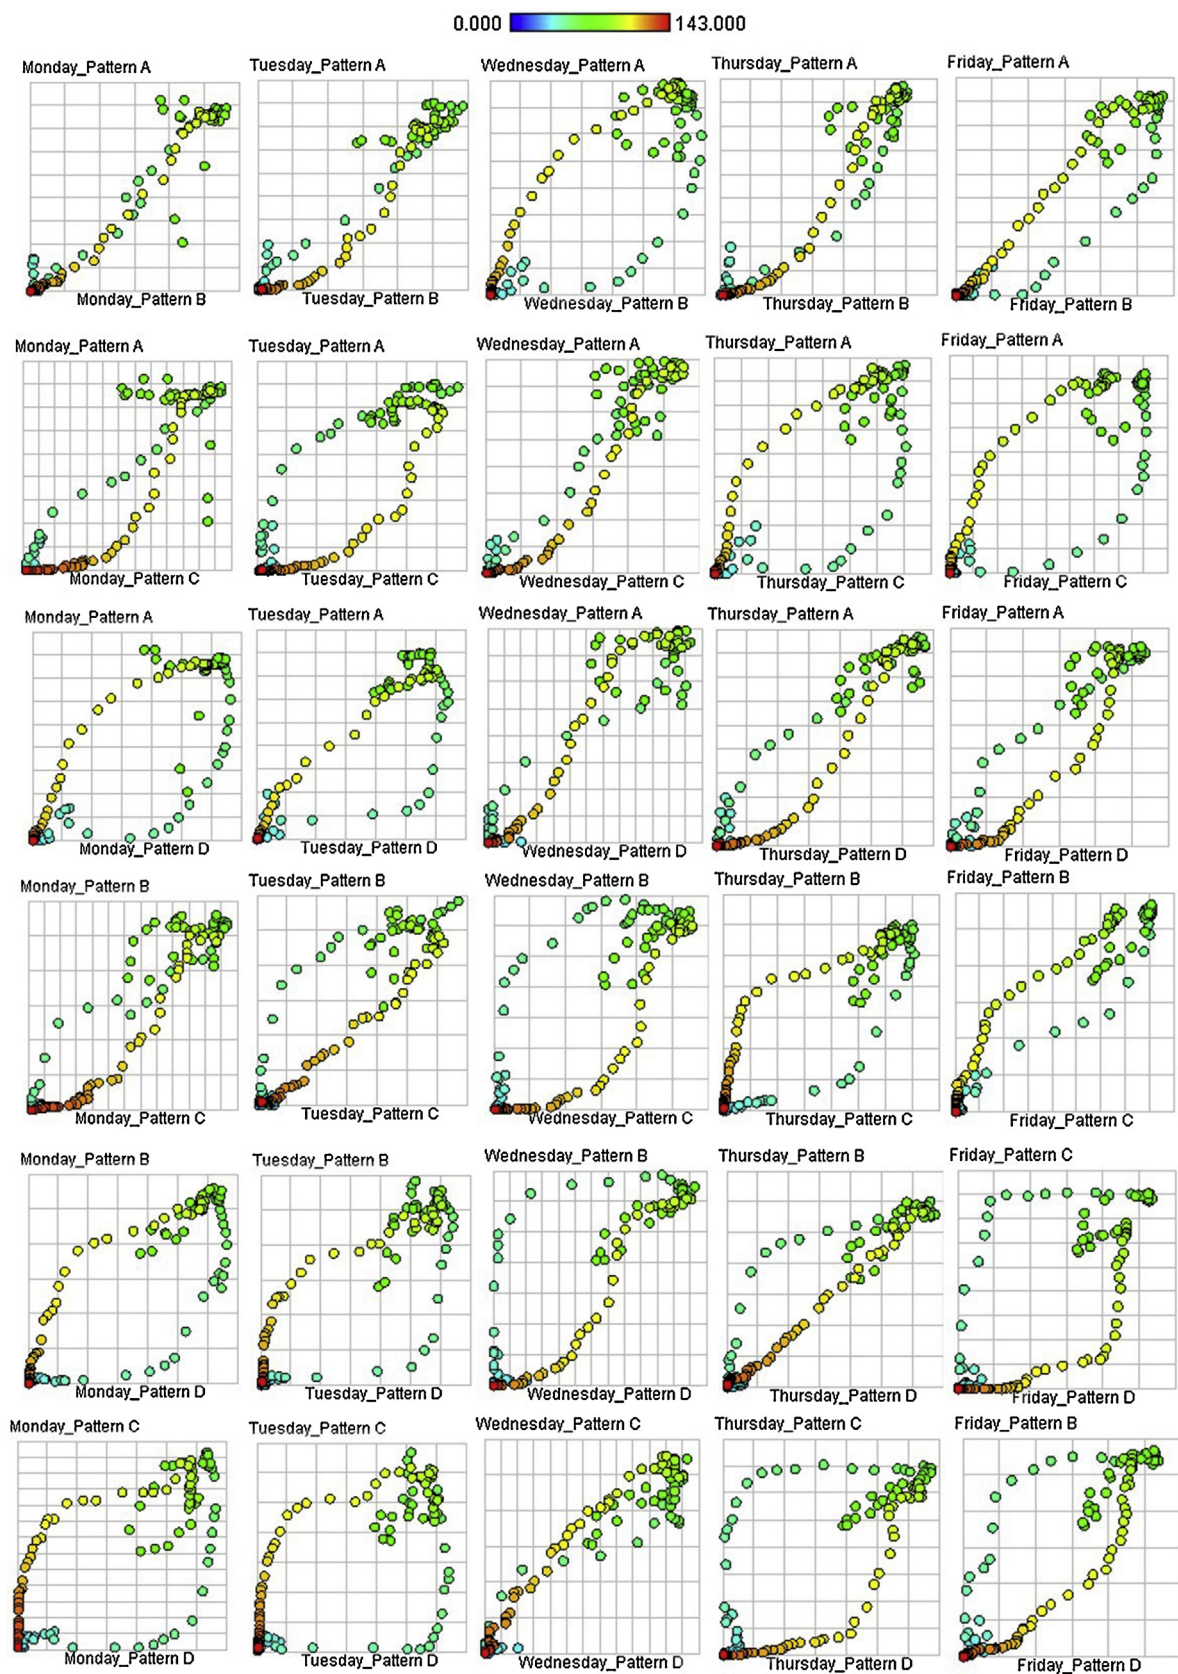 0.000 143.000
Monday_Pattern A Tuesday_Pattern A Wednesday_Pattern A Thursday_Pattern A Friday_Pattern A
Monday_Pattern B Tuesday_Pattern B Wednesday_Pattern B Thursday_Pattern B Friday_Pattern B
Monday_Pattern A Tuesday_Pattern A Wednesday_Pattern A Thursday_Pattern A Friday_Pattern A
Monday_Pattern C Tuesday_Pattern C Wednesday_Pattern C Thursday_Pattern C Friday_Pattern C
Monday_Pattern A Tuesday_Pattern A Wednesday_Pattern A Thursday_Pattern A Friday_Pattern A
Monday_Pattern D Tuesday_Pattern D Wednesday_Pattern D Thursday_Pattern D Friday_Pattern D
Monday_Pattern B Tuesday_Pattern B Wednesday_Pattern B Thursday_Pattern B Friday_Pattern B
Monday_Pattern C Tuesday_Pattern C Wednesday_Pattern C Thursday_Pattern C Friday_Pattern C
Monday_Pattern B Tuesday_Pattern B Wednesday_Pattern B Thursday_Pattern B Friday_Pattern C
Monday_Pattern D Tuesday_Pattern D Wednesday_Pattern D Thursday_Pattern D Friday_Pattern D
Monday_Pattern C Tuesday_Pattern C Wednesday_Pattern C Thursday_Pattern C Friday_Pattern B
Monday_Pattern D Tuesday_Pattern D Wednesday_Pattern D Thursday_Pattern D Friday_Pattern D